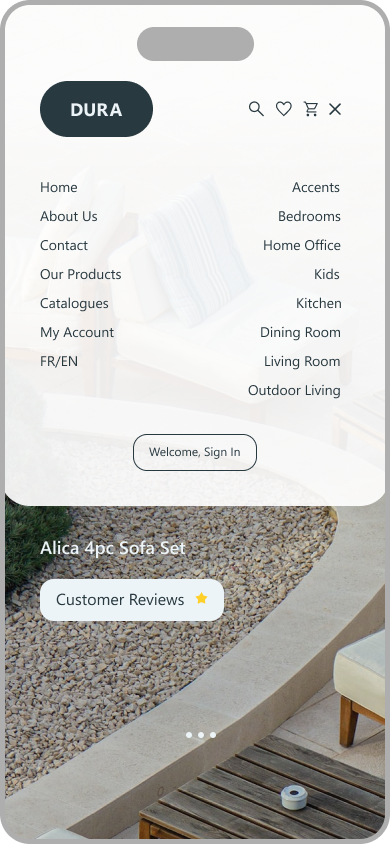 DURA
Home
About Us
Contact
Our Products
Catalogues
My Account
FR/EN
Accents
Bedrooms
Home Office
Kids
Kitchen
Dining Room
Living Room
Outdoor Living
Welcome, Sign In
Alica 4pc Sofa Set
Customer Reviews